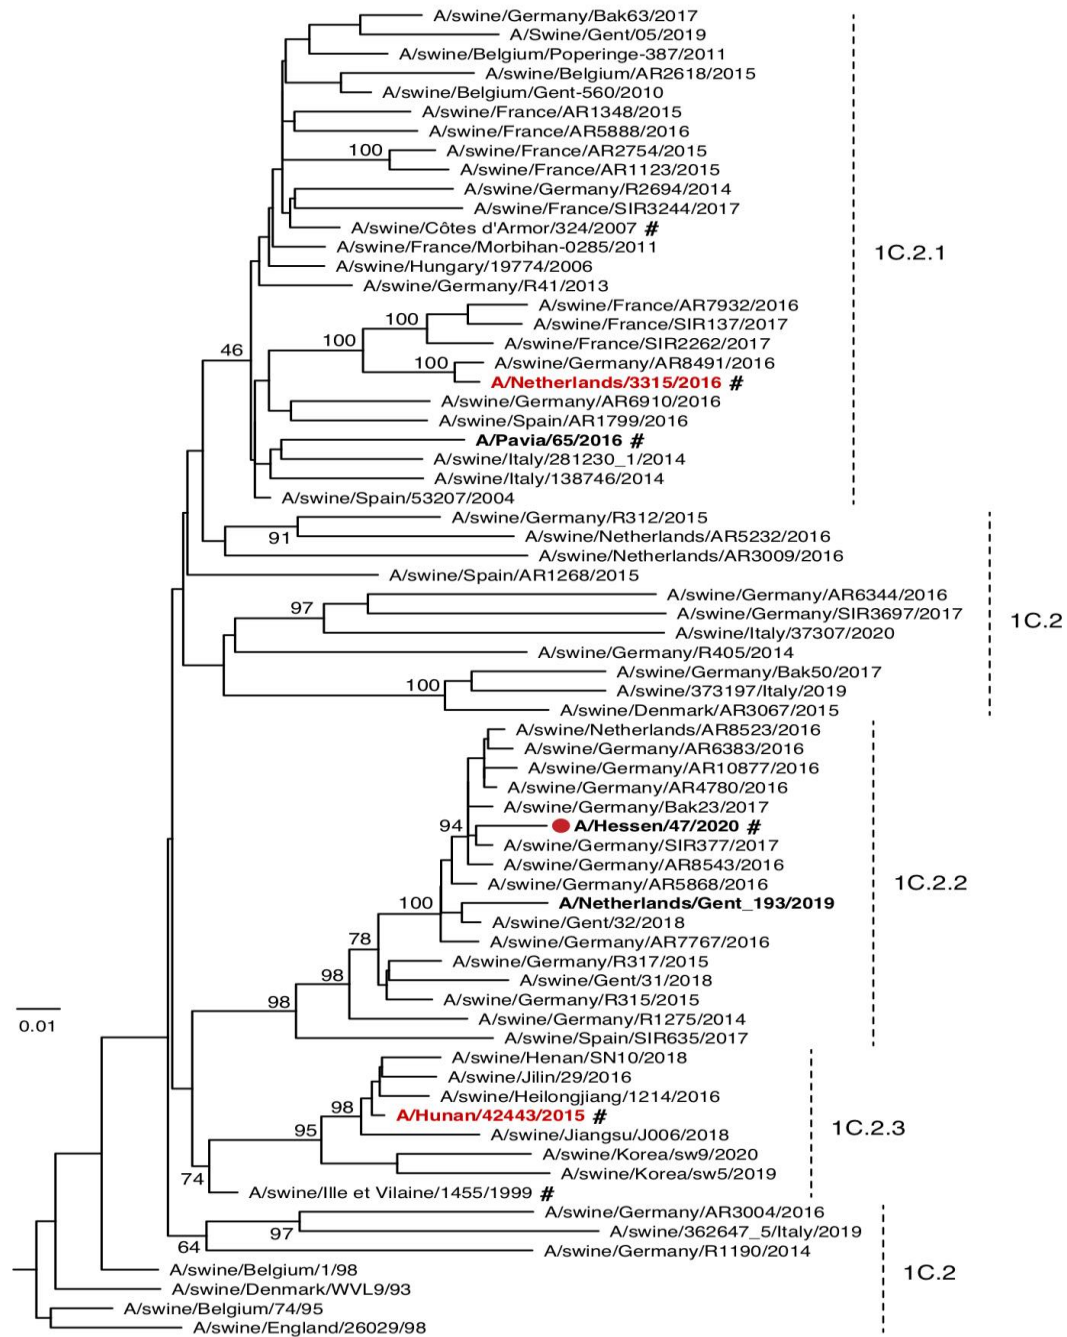 A/swine/Germany/Bak63/2017
A/Swine/Gent/05/2019
A/swine/Belgium/Poperinge-387/2011
A/swine/Belgium/AR2618/2015
A/swine/Belgium/Gent-560/2010
A/swine/France/AR1348/2015
A/swine/France/AR5888/2016
100 A/swine/France/AR2754/2015
A/swine/France/AR1123/2015
A/swine/Germany/R2694/2014
A/swine/France/SIR3244/2017
A/swine/Côtes d'Armor/324/2007 #
A/swine/France/Morbihan-0285/2011
1C.2.1
A/swine/Hungary/19774/2006
A/swine/Germany/R41/2013
A/swine/France/AR7932/2016
100 A/swine/France/SIR137/2017
100 A/swine/France/SIR2262/2017
46
100 A/swine/Germany/AR8491/2016
A/Netherlands/3315/2016 #
A/swine/Germany/AR6910/2016
A/swine/Spain/AR1799/2016
A/Pavia/65/2016 #
A/swine/Italy/281230_1/2014
A/swine/Italy/138746/2014
A/swine/Spain/53207/2004
A/swine/Germany/R312/2015
91 A/swine/Netherlands/AR5232/2016
A/swine/Netherlands/AR3009/2016
A/swine/Spain/AR1268/2015
A/swine/Germany/AR6344/2016
97 A/swine/Germany/SIR3697/2017
1C.2
A/swine/Italy/37307/2020
A/swine/Germany/R405/2014
A/swine/Germany/Bak50/2017
100 A/swine/373197/Italy/2019
A/swine/Denmark/AR3067/2015
A/swine/Netherlands/AR8523/2016
A/swine/Germany/AR6383/2016
A/swine/Germany/AR10877/2016
A/swine/Germany/AR4780/2016
A/swine/Germany/Bak23/2017
94 A/Hessen/47/2020 #
A/swine/Germany/SIR377/2017
A/swine/Germany/AR8543/2016
A/swine/Germany/AR5868/2016
1C.2.2
100 A/Netherlands/Gent_193/2019
A/swine/Gent/32/2018
78 A/swine/Germany/AR7767/2016
A/swine/Germany/R317/2015
98 A/swine/Gent/31/2018
98 A/swine/Germany/R315/2015
0.01
A/swine/Germany/R1275/2014
A/swine/Spain/SIR635/2017
A/swine/Henan/SN10/2018
A/swine/Jilin/29/2016
A/swine/Heilongjiang/1214/2016
98 A/Hunan/42443/2015 #
1C.2.3
95 A/swine/Jiangsu/J006/2018
A/swine/Korea/sw9/2020
A/swine/Korea/sw5/2019
74
A/swine/Ille et Vilaine/1455/1999 #
A/swine/Germany/AR3004/2016
97 A/swine/362647_5/Italy/2019
64 A/swine/Germany/R1190/2014
A/swine/Belgium/1/98
1C.2
A/swine/Denmark/WVL9/93
A/swine/Belgium/74/95
A/swine/England/26029/98